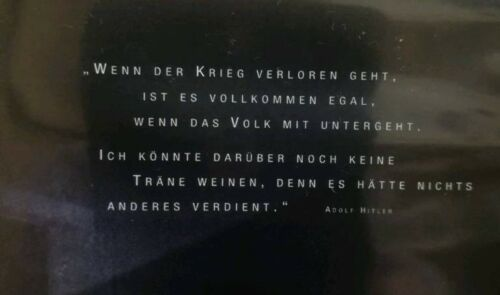 „Wenn der Krieg verloren geht,
ist es vollkommen egal,
wenn das Volk mit untergeht.
Ich könnte darüber noch keine
Träne weinen, denn es hätte nichts
anderes verdient.“ Adolf Hitler